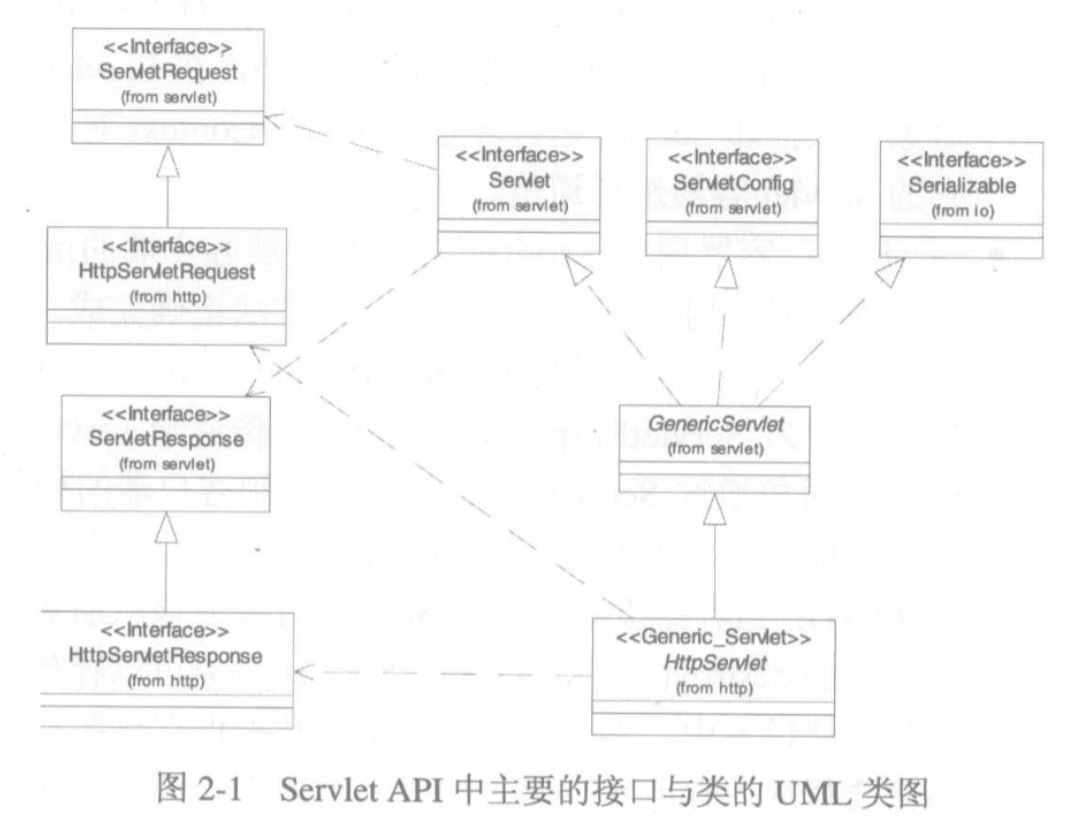 <<Interface>>
ServletRequest
(from servlet)
<<Interface>>
Servlet
(from servlet)
<<Interface>>
ServletConfig
(from servlet)
<<Interface>>
Serializable
(from io)
<<Interface>>
HttpServletRequest
(from http)
<<Interface>>
ServletResponse
(from servlet)
GenericServlet
(from servlet)
<<Interface>>
HttpServletResponse
(from http)
<<Generic_Servlet>>
HttpServlet
(from http)
图 2-1 Servlet API 中主要的接口与类的 UML 类图